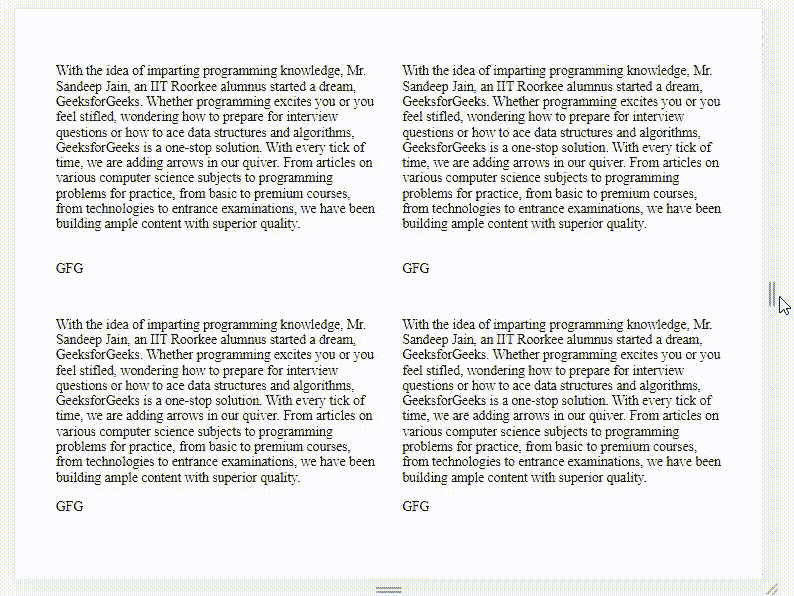 With the idea of imparting programming knowledge, Mr.
Sandeep Jain, an IIT Roorkee alumnus started a dream,
GeeksforGeeks. Whether programming excites you or you
feel stifled, wondering how to prepare for interview
questions or how to ace data structures and algorithms,
GeeksforGeeks is a one-stop solution. With every tick of
time, we are adding arrows in our quiver. From articles on
various computer science subjects to programming
problems for practice, from basic to premium courses,
from technologies to entrance examinations, we have been
building ample content with superior quality.
GFG
With the idea of imparting programming knowledge, Mr.
Sandeep Jain, an IIT Roorkee alumnus started a dream,
GeeksforGeeks. Whether programming excites you or you
feel stifled, wondering how to prepare for interview
questions or how to ace data structures and algorithms,
GeeksforGeeks is a one-stop solution. With every tick of
time, we are adding arrows in our quiver. From articles on
various computer science subjects to programming
problems for practice, from basic to premium courses,
from technologies to entrance examinations, we have been
building ample content with superior quality.
GFG
With the idea of imparting programming knowledge, Mr.
Sandeep Jain, an IIT Roorkee alumnus started a dream,
GeeksforGeeks. Whether programming excites you or you
feel stifled, wondering how to prepare for interview
questions or how to ace data structures and algorithms,
GeeksforGeeks is a one-stop solution. With every tick of
time, we are adding arrows in our quiver. From articles on
various computer science subjects to programming
problems for practice, from basic to premium courses,
from technologies to entrance examinations, we have been
building ample content with superior quality.
GFG
With the idea of imparting programming knowledge, Mr.
Sandeep Jain, an IIT Roorkee alumnus started a dream,
GeeksforGeeks. Whether programming excites you or you
feel stifled, wondering how to prepare for interview
questions or how to ace data structures and algorithms,
GeeksforGeeks is a one-stop solution. With every tick of
time, we are adding arrows in our quiver. From articles on
various computer science subjects to programming
problems for practice, from basic to premium courses,
from technologies to entrance examinations, we have been
building ample content with superior quality.
GFG